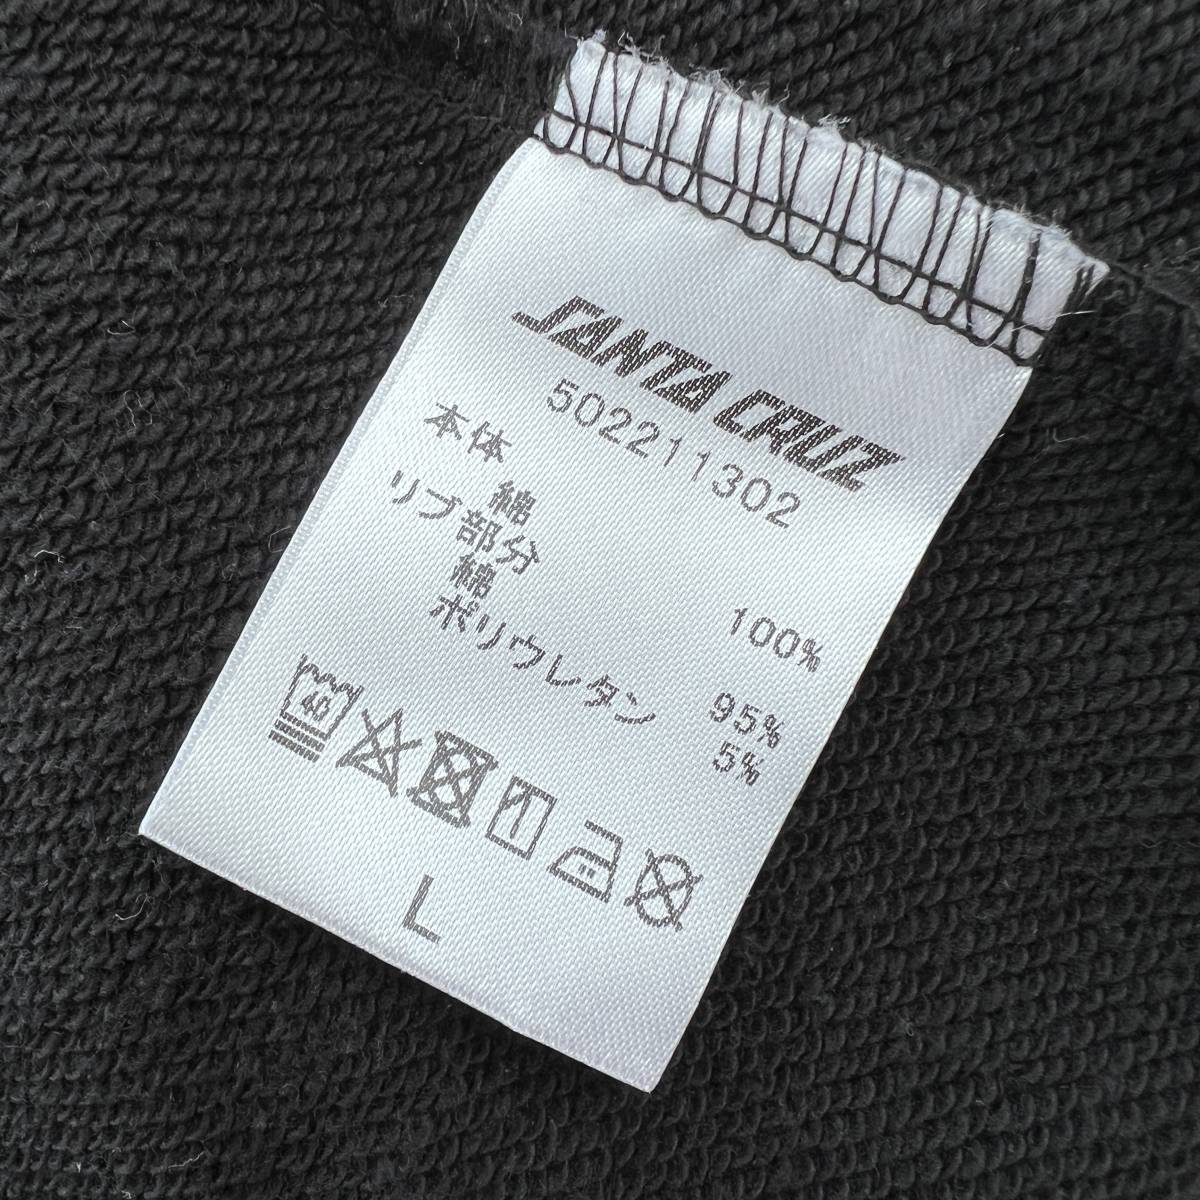 SANTA CRUZ
502211302
本体
綿 100%
リブ部分
綿 95%
ポリウレタン 5%
40
L